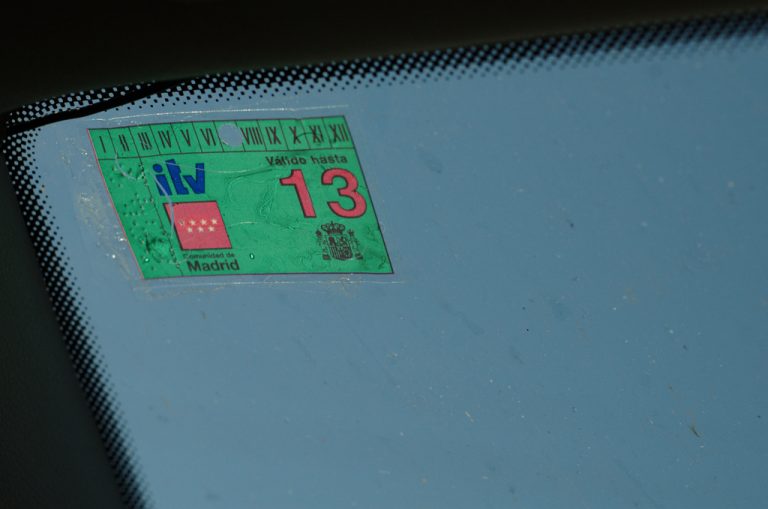 I II III IV V VI VIII IX X XI XII
itv
Válido hasta
13
Comunidad de
Madrid